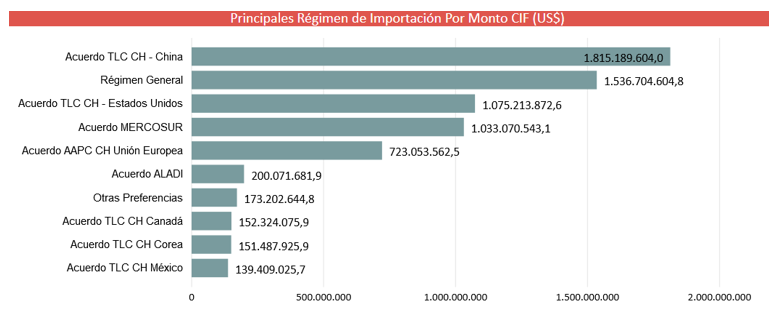 Principales Régimen de Importación Por Monto CIF (US$)
Acuerdo TLC CH - China 1.815.189.604,0
Régimen General 1.536.704.604,8
Acuerdo TLC CH - Estados Unidos 1.075.213.872,6
Acuerdo MERCOSUR 1.033.070.543,1
Acuerdo AAPC CH Unión Europea 723.053.562,5
Acuerdo ALADI 200.071.681,9
Otras Preferencias 173.202.644,8
Acuerdo TLC CH Canadá 152.324.075,9
Acuerdo TLC CH Corea 151.487.925,9
Acuerdo TLC CH México 139.409.025,7
0 500.000.000 1.000.000.000 1.500.000.000 2.000.000.000